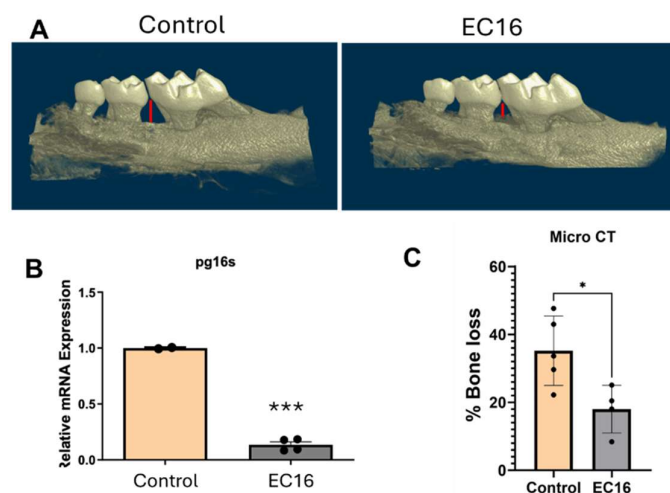 A
Control
EC16
B
pg16s
Relative mRNA Expression
1.5
1.0
0.5
0.0
***
Control
EC16
C
Micro CT
% Bone loss
60
40
20
0
*
Control
EC16